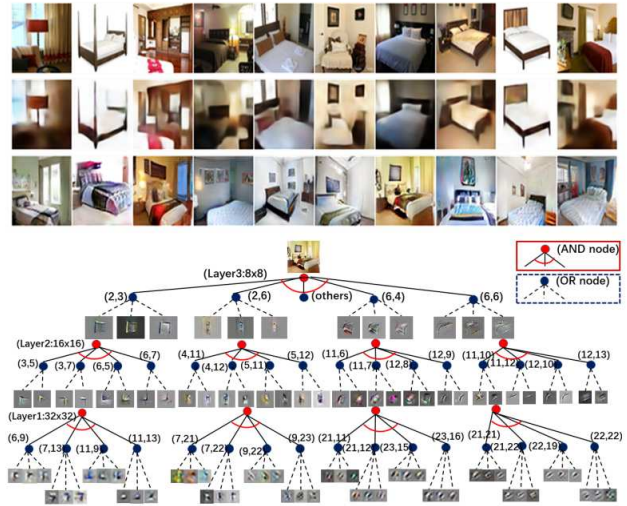 (AND node)
(Layer3:8x8)
(OR node)
(2,3) (2,6) (others) (6,4) (6,6)
(Layer2:16x16)
(3,5) (3,7) (6,5) (6,7) (4,11) (4,12) (5,11) (5,12) (11,6) (11,7) (12,8) (12,9) (11,10) (11,12) (12,10) (12,13)
(Layer1:32x32)
(6,9) (7,13) (11,9) (11,13) (7,21) (7,22) (9,22) (9,23) (21,11) (21,12) (23,15) (23,16) (21,21) (21,22) (22,19) (22,22)